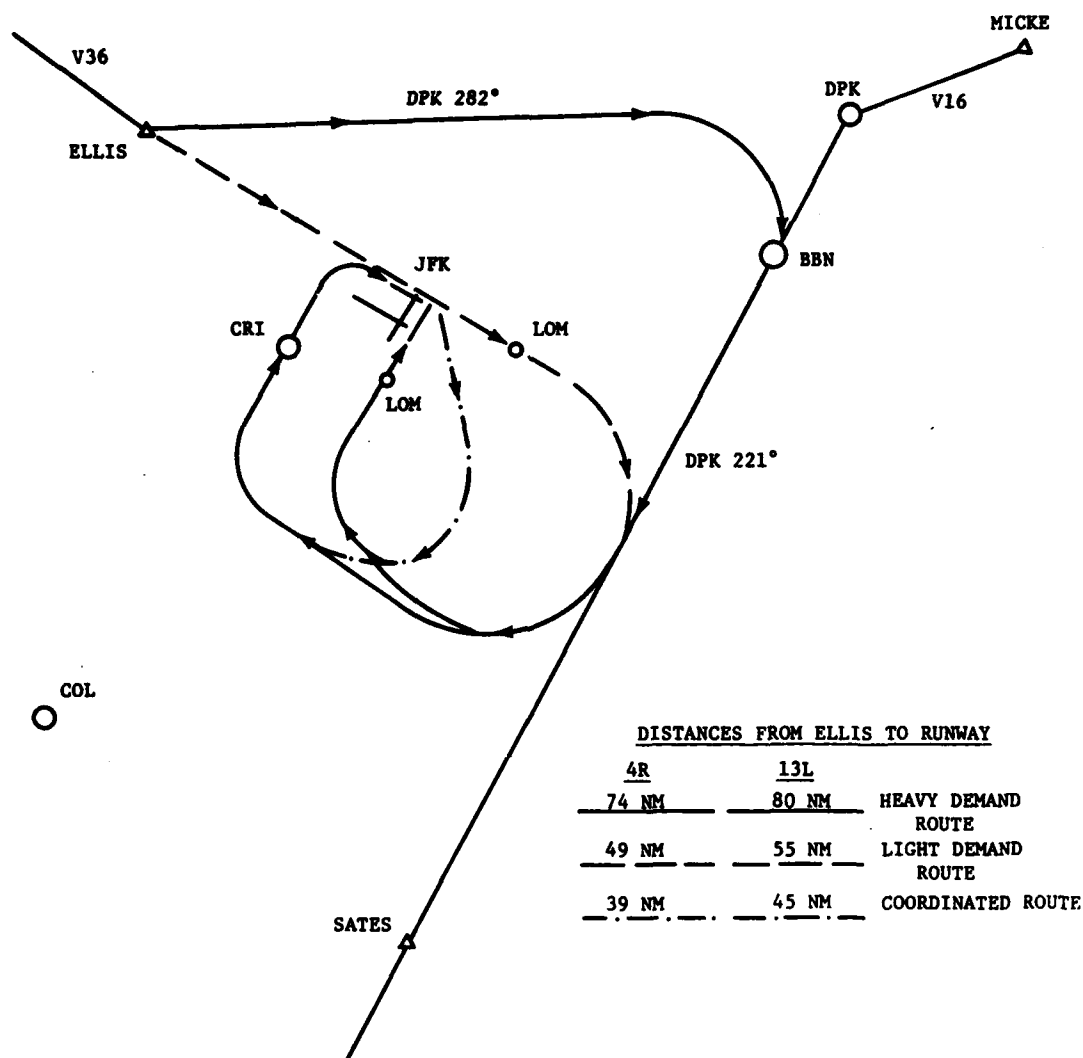 MICKE
V36
DPK
DPK 282°
V16
ELLIS
JFK
BBN
CRI
LOM
LOM
DPK 221°
COL
DISTANCES FROM ELLIS TO RUNWAY
4R 13L
74 NM 80 NM HEAVY DEMAND
ROUTE
49 NM 55 NM LIGHT DEMAND
ROUTE
39 NM 45 NM COORDINATED ROUTE
SATES